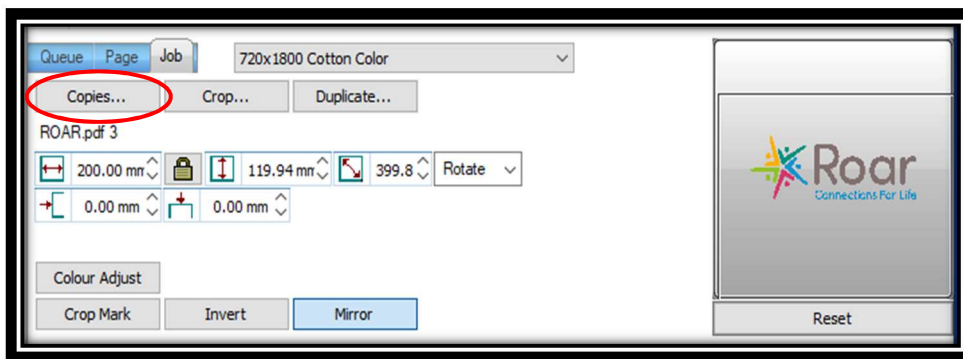 Queue Page Job 720x1800 Cotton Color
Copies... Crop... Duplicate...
ROAR.pdf 3
200.00 mm 119.94 mm 399.8 Rotate
0.00 mm 0.00 mm
Colour Adjust
Crop Mark Invert Mirror
Roar
Connections For Life
Reset